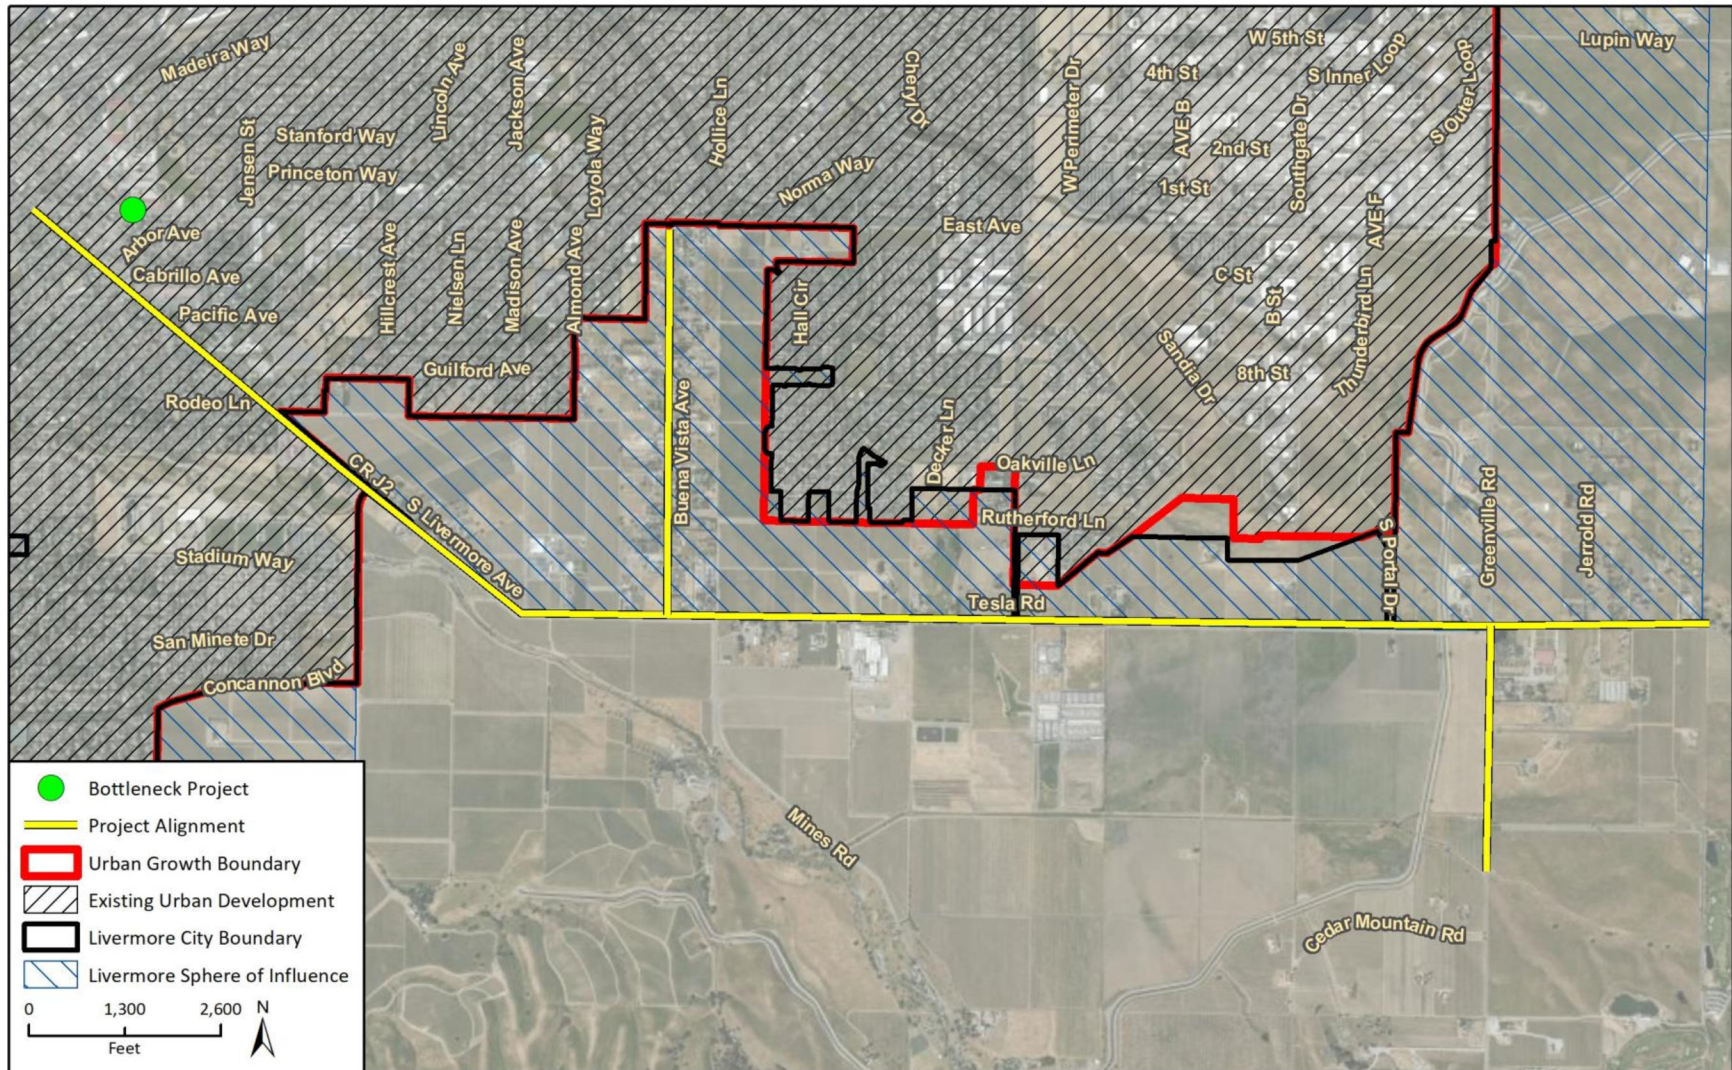 Madeira Way
Lincoln Ave
Jackson Ave
Cheryl Dr
W 5th St
Lupin Way
4th St
S Inner Loop
S Outer Loop
Hollice Ln
W Perimeter Dr
AVE B
Southgate Dr
Jensen St
Stanford Way
Loyola Way
2nd St
Princeton Way
Norma Way
1st St
AVE F
East Ave
Arbor Ave
Hillcrest Ave
Nielsen Ln
Madison Ave
Almond Ave
Cabrillo Ave
C St
Pacific Ave
Hall Cir
B St
Thunderbird Ln
Sandia Dr
Guilford Ave
8th St
Rodeo Ln
Buena Vista Ave
Decker Ln
CR J2
Oakville Ln
S Livermore Ave
Rutherford Ln
S Portal Dr
Greenville Rd
Jerrold Rd
Stadium Way
Tesla Rd
San Minete Dr
Concannon Blvd
Mines Rd
Cedar Mountain Rd
Bottleneck Project
Project Alignment
Urban Growth Boundary
Existing Urban Development
Livermore City Boundary
Livermore Sphere of Influence
0 1,300 2,600 N
Feet